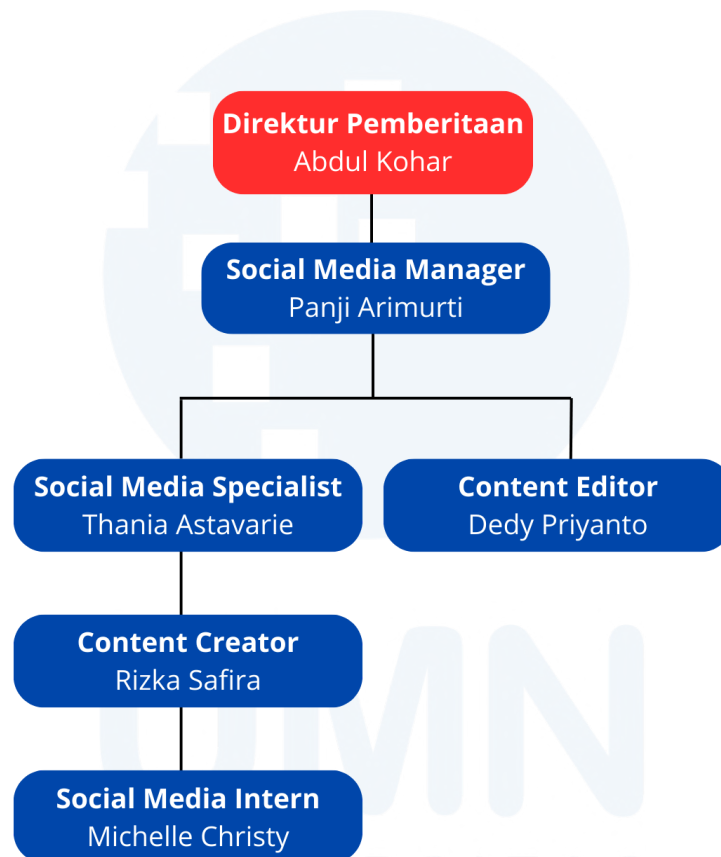 Direktur Pemberitaan
Abdul Kohar
Social Media Manager
Panji Arimurti
Social Media Specialist
Thania Astavarie
Content Editor
Dedy Priyanto
Content Creator
Rizka Safira
UMN
Social Media Intern
Michelle Christy